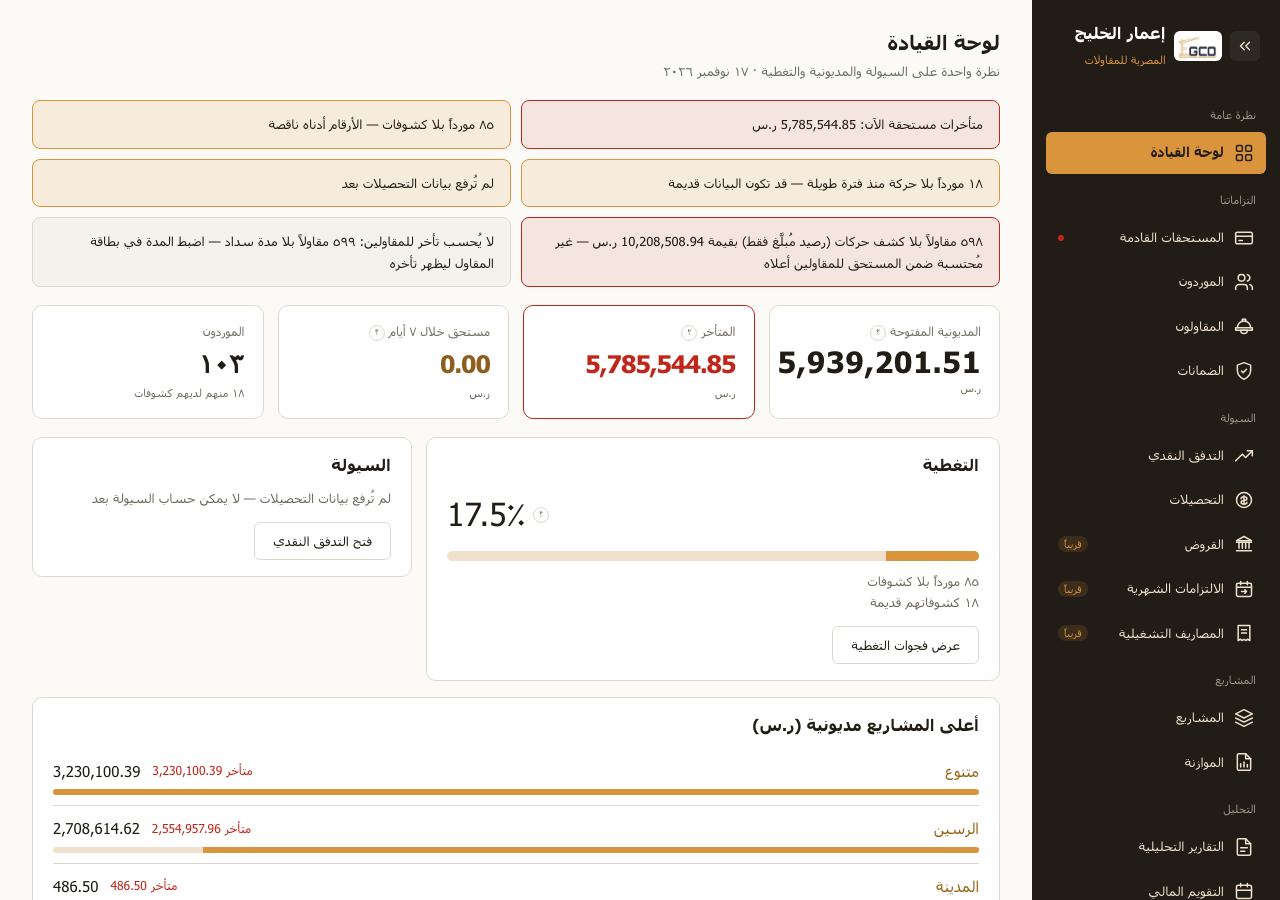 إعمار الخليج
المصرية للمقاولات
GCO
نظرة عامة
لوحة القيادة
التزاماتنا
المستحقات القادمة
الموردون
المقاولون
الضمانات
السيولة
التدفق النقدي
التحصيلات
القروض
قريباً
الالتزامات الشهرية
قريباً
المصاريف التشغيلية
قريباً
المشاريع
المشاريع
الموازنة
التحليل
التقارير التحليلية
التقويم المالي
لوحة القيادة
نظرة واحدة على السيولة والمديونية والتغطية · ١٧ نوفمبر ٢٠٢٦
متأخرات مستحقة الآن: 5,785,544.85 ر.س
٨٥ مورداً بلا كشوفات — الأرقام أدناه ناقصة
١٨ مورداً بلا حركة منذ فترة طويلة — قد تكون البيانات قديمة
لم تُرفع بيانات التحصيلات بعد
٥٩٨ مقاولاً بلا كشف حركات (رصيد مُبلَّغ فقط) بقيمة 10,208,508.94 ر.س — غير
مُحتسبة ضمن المستحق للمقاولين أعلاه
لا يُحسب تأخر للمقاولين: ٥٩٩ مقاولاً بلا مدة سداد — اضبط المدة في بطاقة
المقاول ليظهر تأخره
المديونية المفتوحة ؟
5,939,201.51
ر.س
المتأخر ؟
5,785,544.85
ر.س
مستحق خلال ٧ أيام ؟
0.00
ر.س
الموردون
١٠٣
١٨ منهم لديهم كشوفات
التغطية
17.5٪ ؟
٨٥ مورداً بلا كشوفات
١٨ كشوفاتهم قديمة
عرض فجوات التغطية
السيولة
لم تُرفع بيانات التحصيلات — لا يمكن حساب السيولة بعد
فتح التدفق النقدي
أعلى المشاريع مديونية (ر.س)
متنوع
متأخر 3,230,100.39
3,230,100.39
الرسين
متأخر 2,554,957.96
2,708,614.62
المدينة
متأخر 486.50
486.50